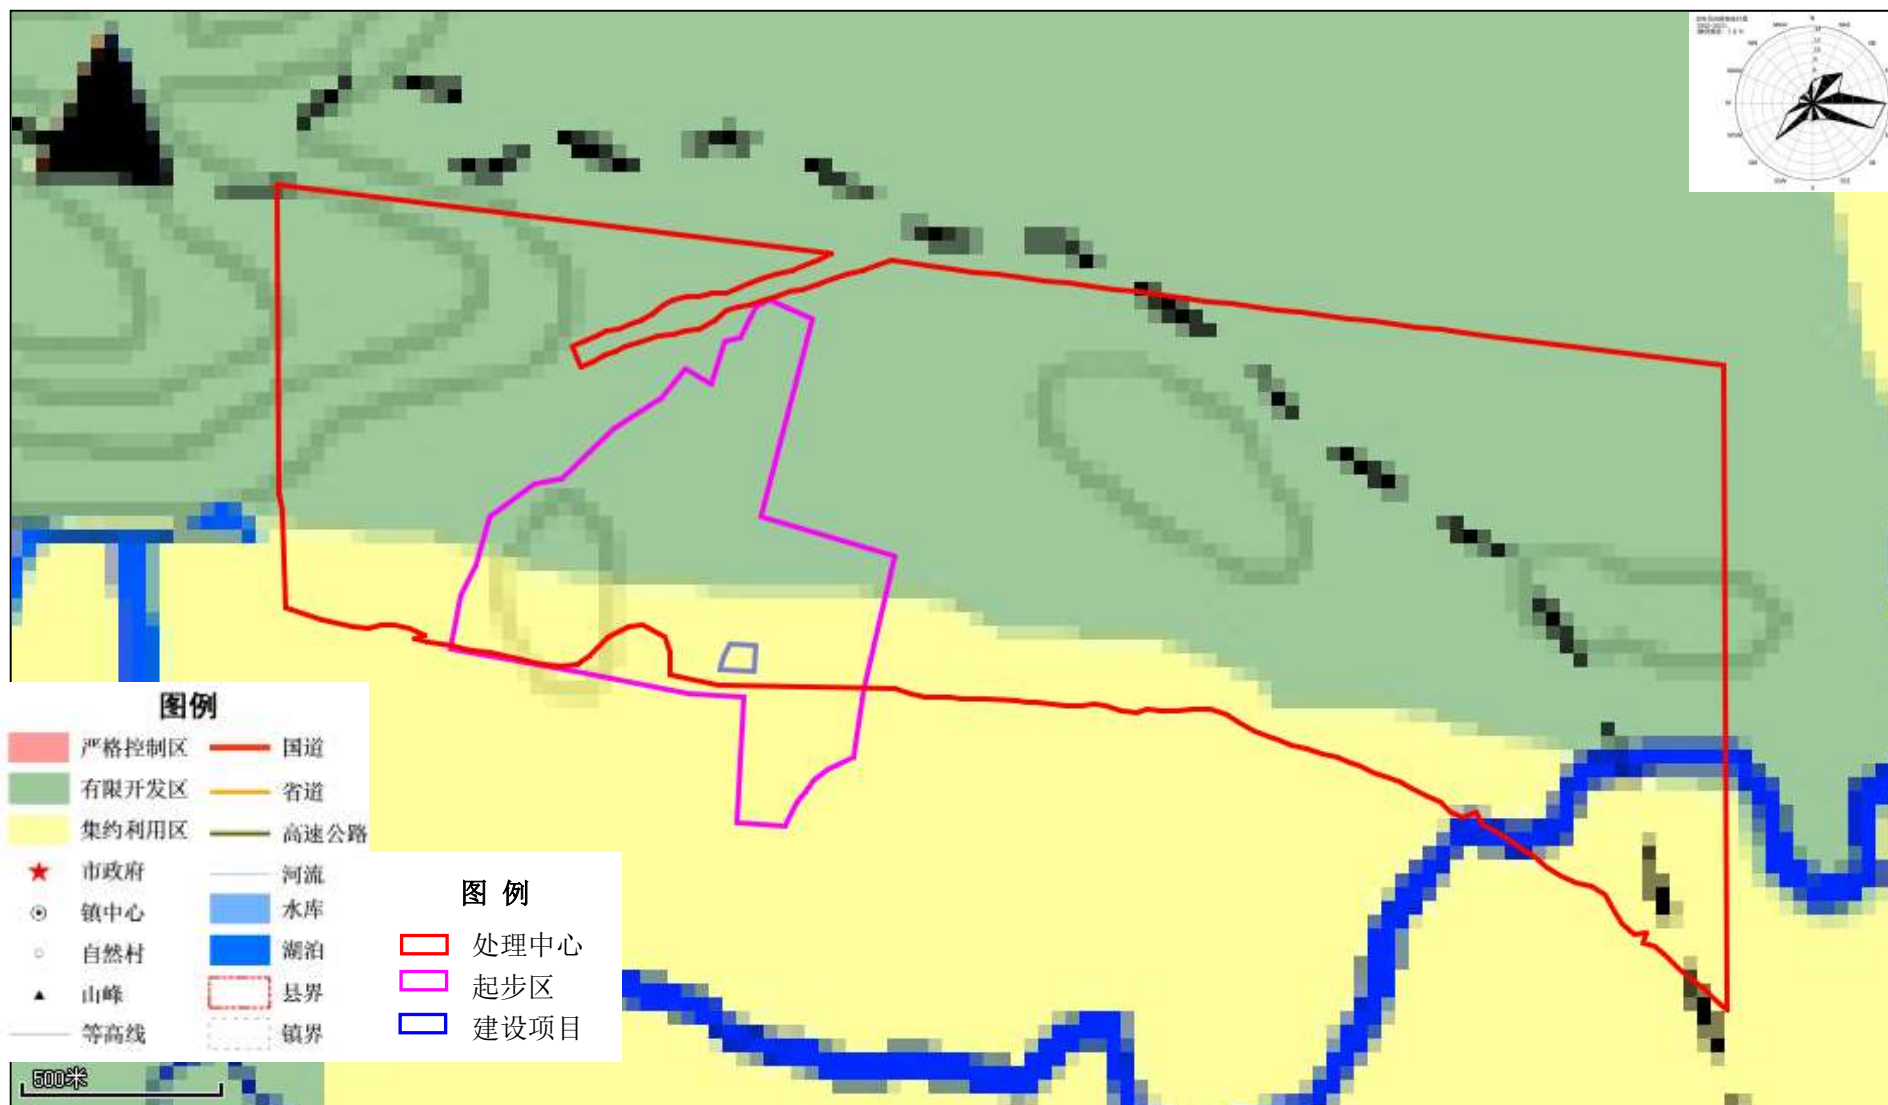 N
W
S
图例
严格控制区
国道
有限开发区
省道
集约利用区
高速公路
市政府
河流
镇中心
水库
自然村
湖泊
山峰
县界
等高线
镇界
图 例
处理中心
起步区
建设项目
500米